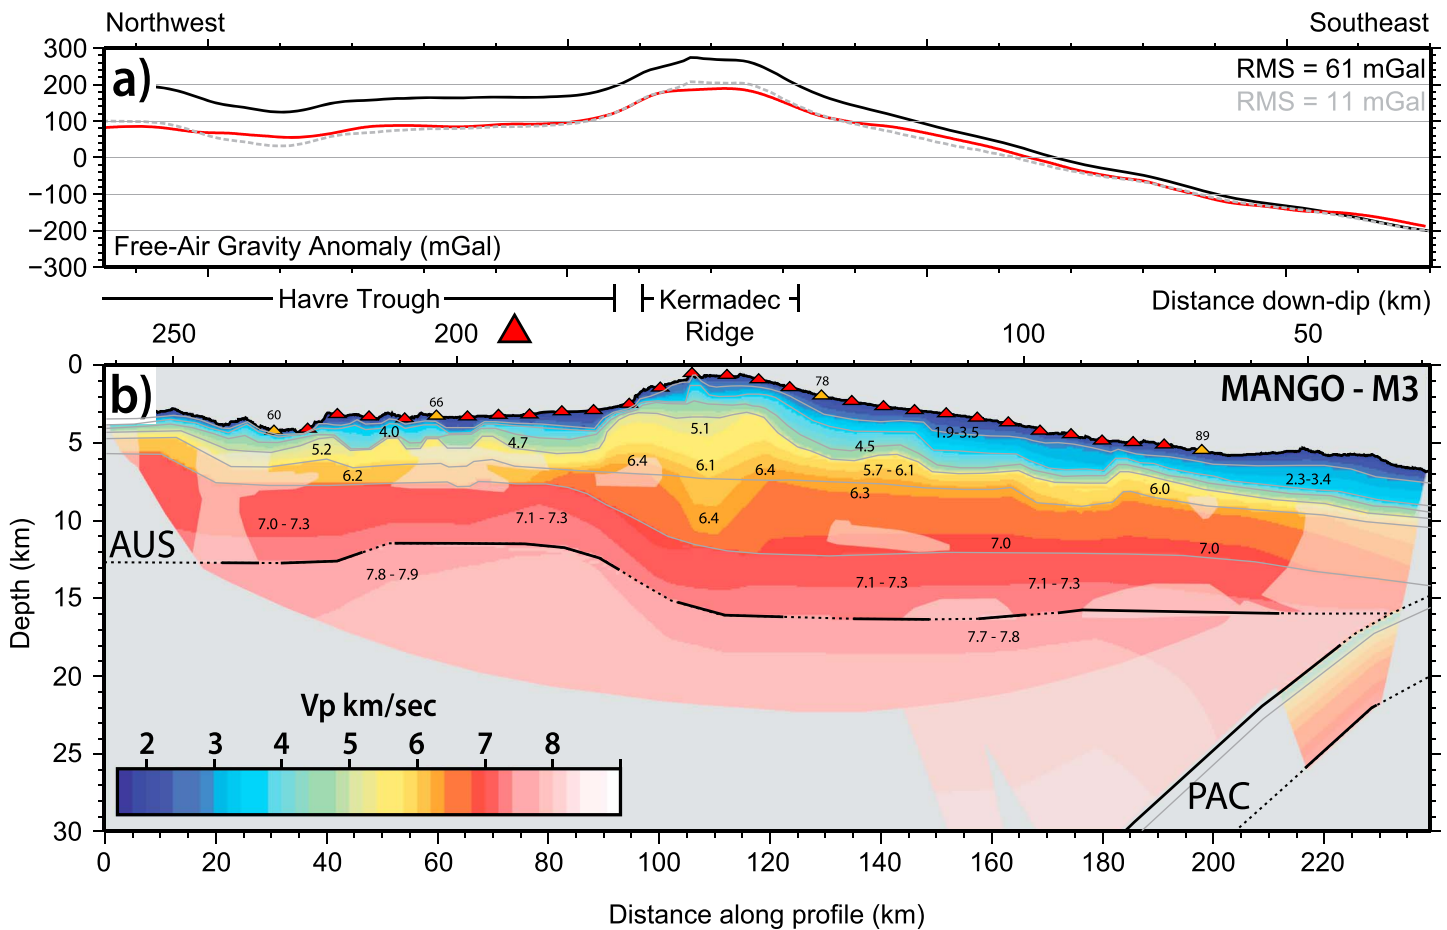 Northwest
Southeast
300
200
100
0
−100
−200
−300
a)
RMS = 61 mGal
RMS = 11 mGal
Free-Air Gravity Anomaly (mGal)
Havre Trough
Kermadec
Ridge
Distance down-dip (km)
250
200
100
50
0
5
10
15
20
25
30
Depth (km)
b)
MANGO - M3
60
66
78
89
4.0
5.2
4.7
6.2
5.1
6.4
6.1
6.4
6.4
4.5
1.9-3.5
5.7 - 6.1
6.3
6.0
2.3-3.4
7.0 - 7.3
7.1 - 7.3
7.0
7.0
AUS
7.8 - 7.9
7.1 - 7.3
7.1 - 7.3
7.7 - 7.8
PAC
Vp km/sec
2 3 4 5 6 7 8
0 20 40 60 80 100 120 140 160 180 200 220
Distance along profile (km)